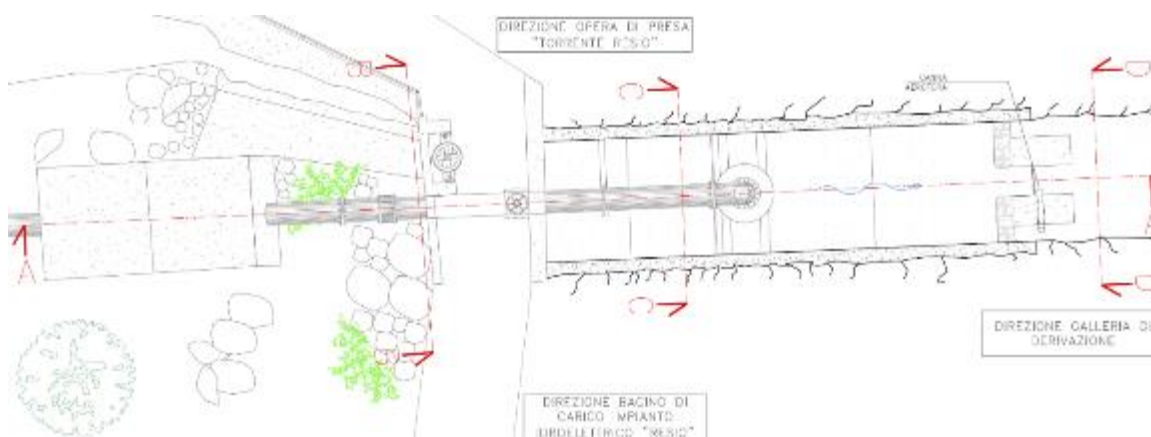 DIREZIONE OPERA DI PRESA
"TORRENTE RESIO"
B
C
D
A
C
D
DIREZIONE GALLERIA DI
DERIVAZIONE
DIREZIONE BACINO DI
CARICO IMPIANTO
IDROELETTRICO "RESIO"